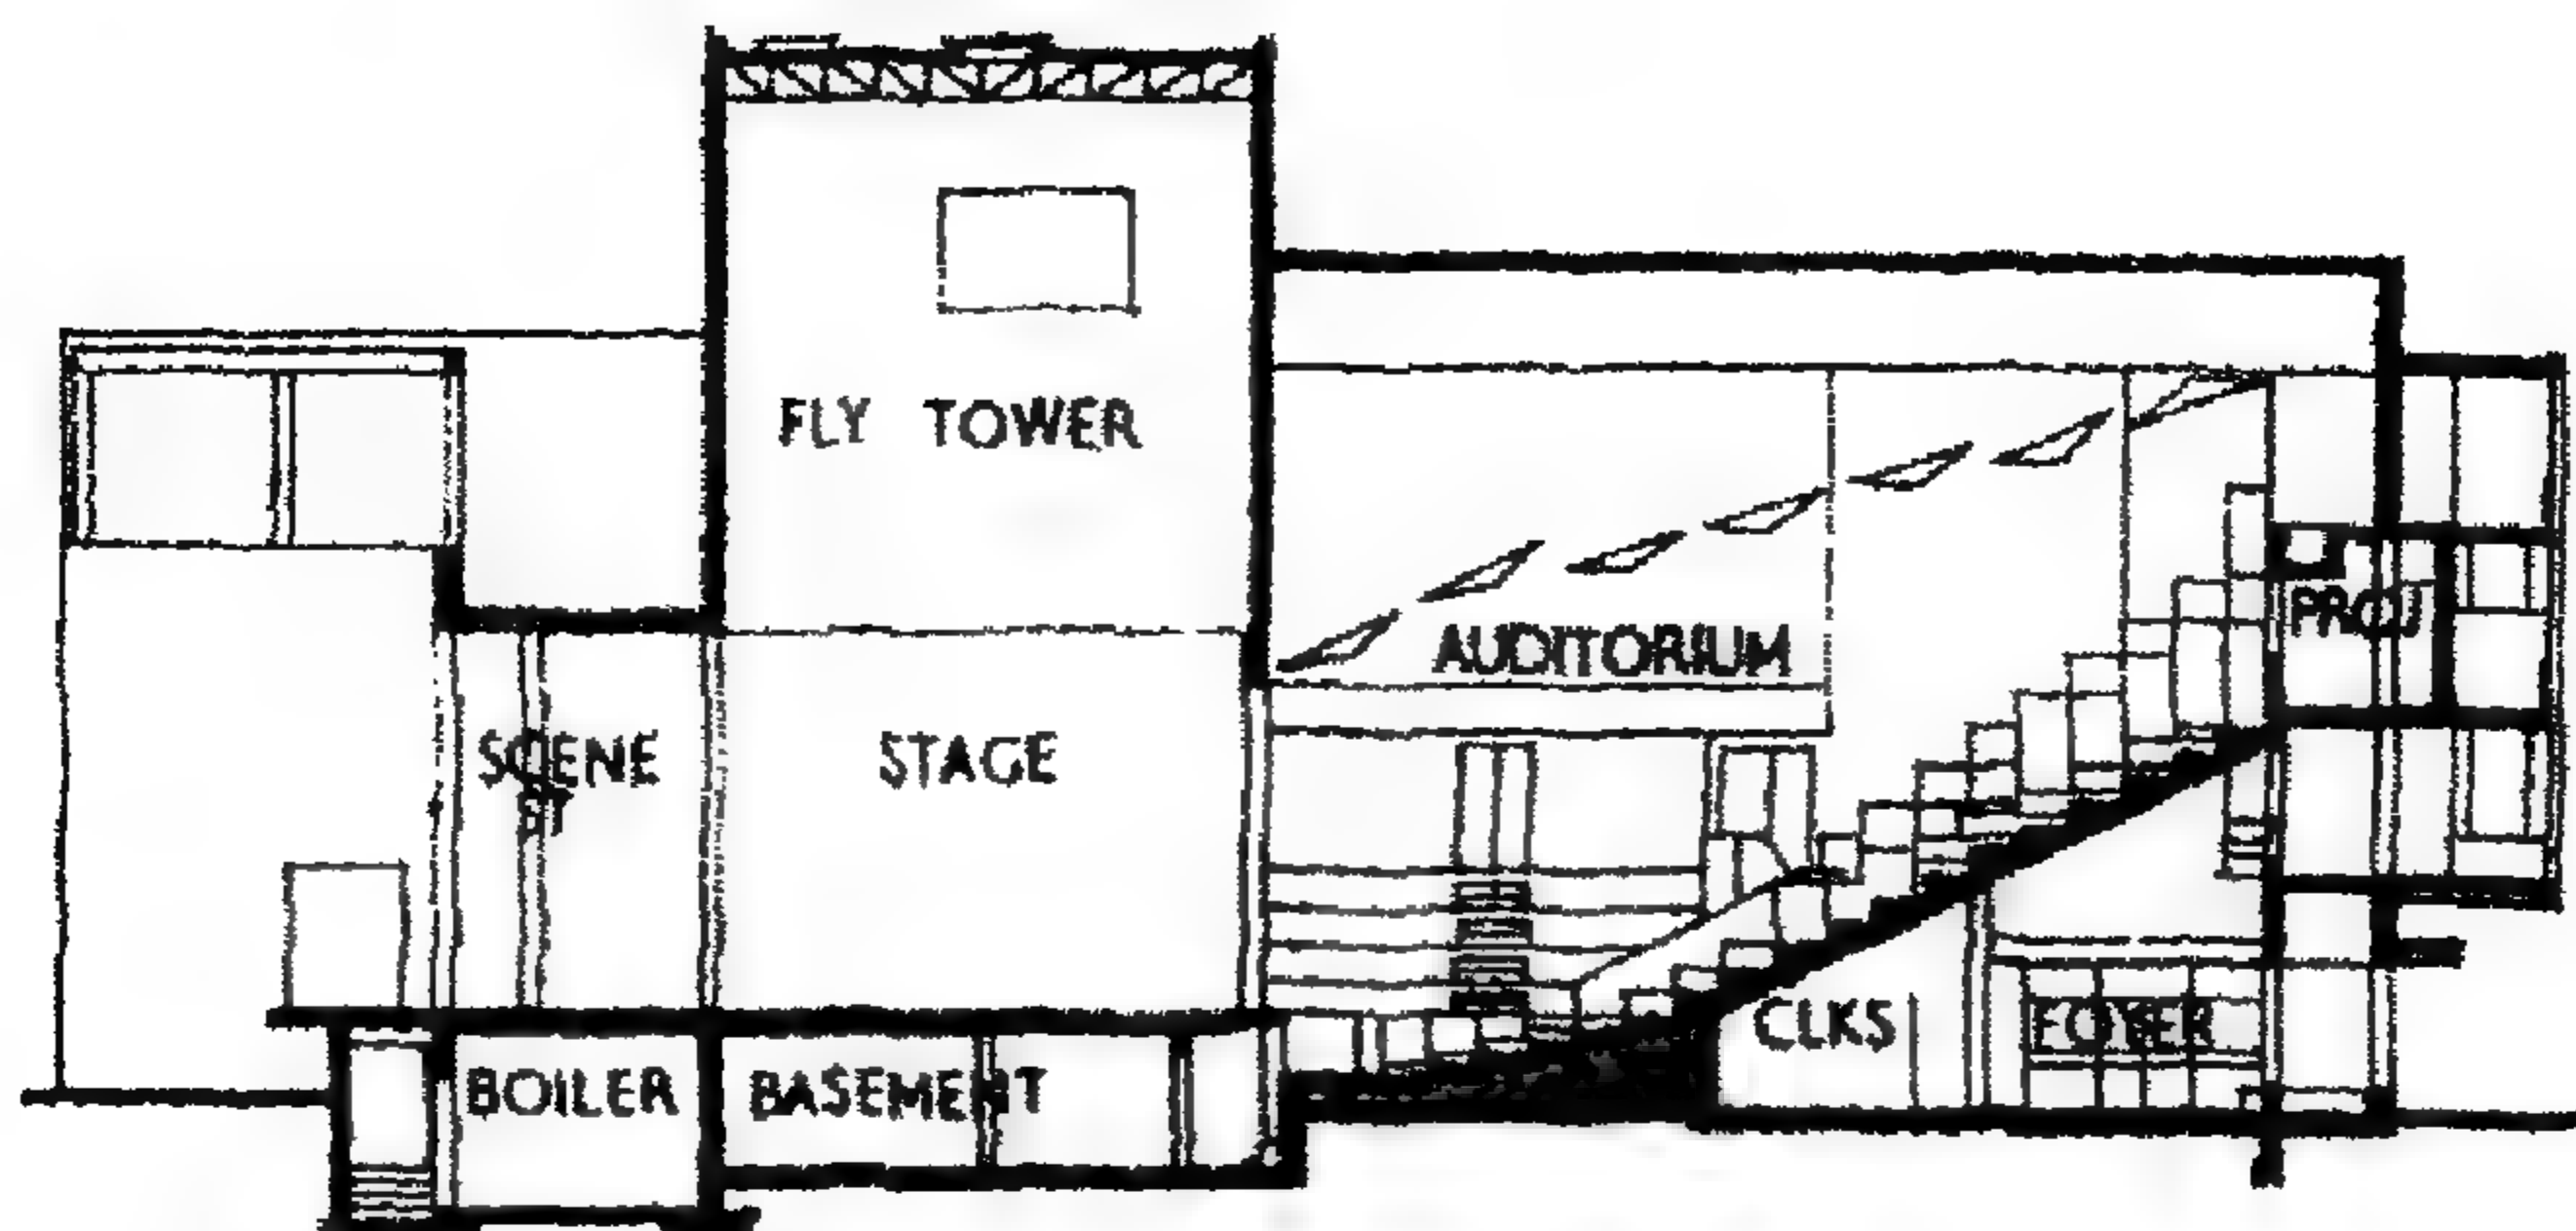 FLY TOWER
AUDITORIUM
PROJ
SCENE
ST
STAGE
CLKS
FOYER
BOILER
BASEMENT